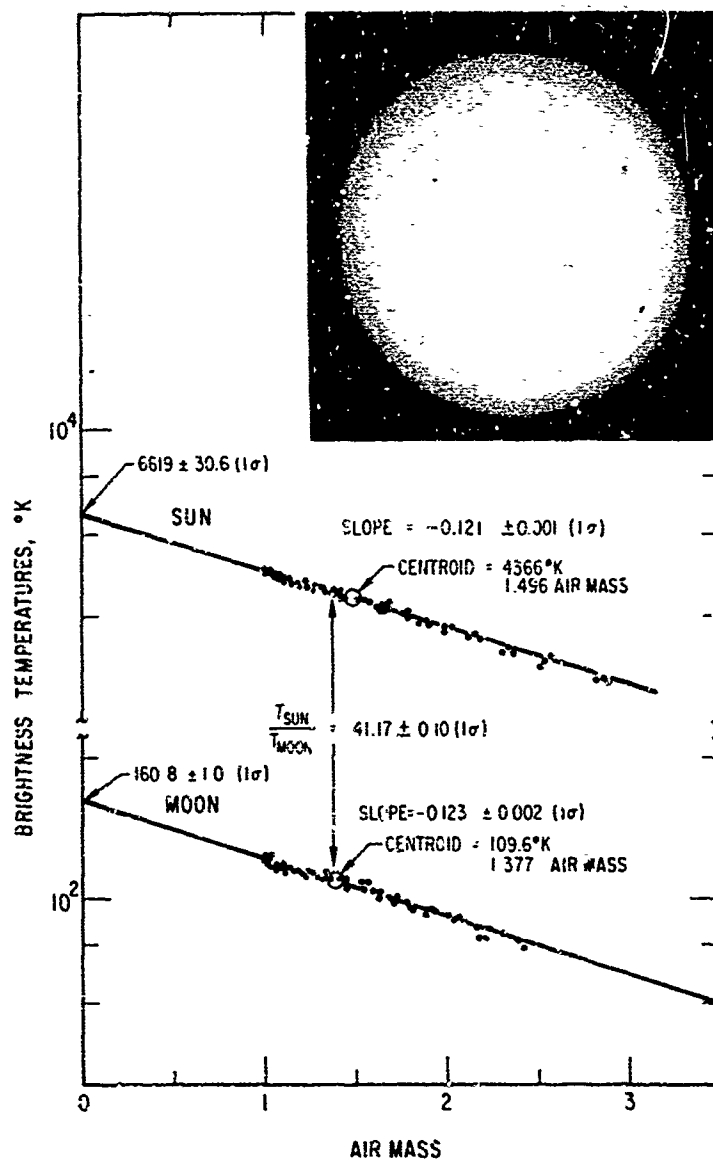 10⁴
6619 ± 30.6 (1σ)
SUN
SLOPE = -0.121 ±0.001 (1σ)
CENTROID = 4366°K
1.496 AIR MASS
BRIGHTNESS TEMPERATURES, °K
T_SUN / T_MOON = 41.17 ± 0.10 (1σ)
160.8 ± 1.0 (1σ)
MOON
SLOPE=-0.123 ±0.002 (1σ)
CENTROID = 109.6°K
1.377 AIR MASS
10²
0 1 2 3
AIR MASS